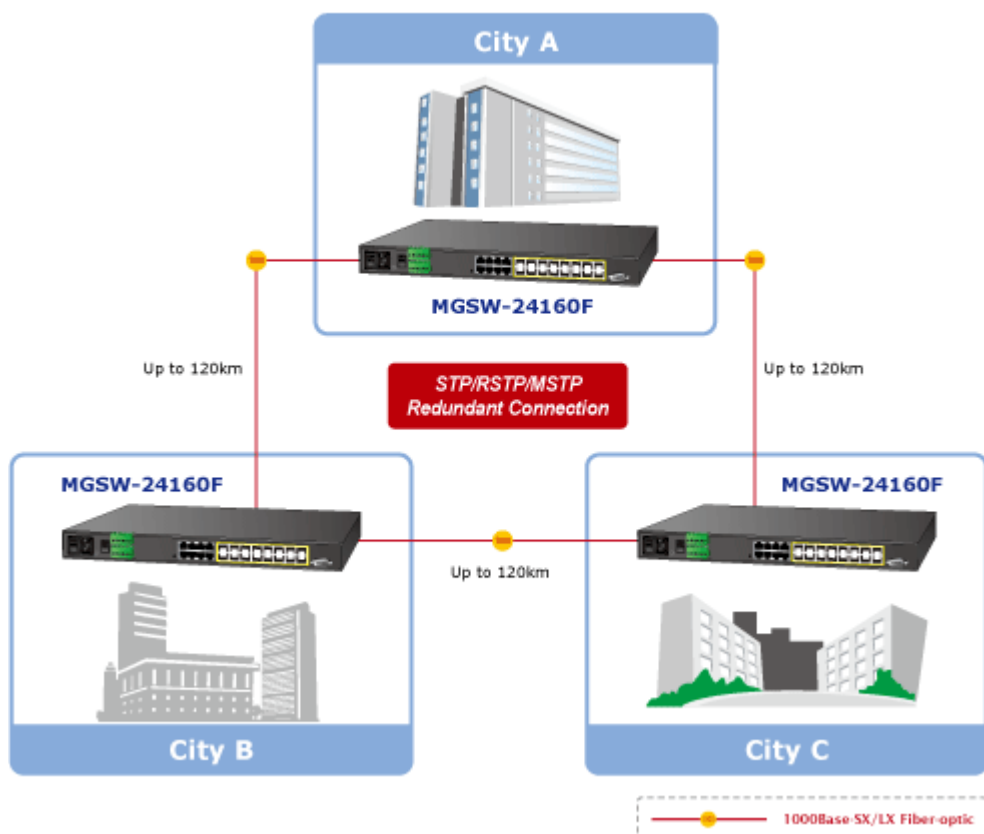 City A
MGSW-24160F
Up to 120km
Up to 120km
STP/RSTP/MSTP
Redundant Connection
MGSW-24160F
MGSW-24160F
Up to 120km
City B
City C
1000Base-SX/LX Fiber-optic